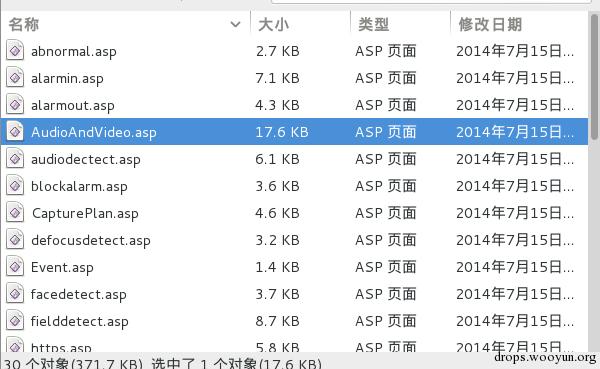 名称 大小 类型 修改日期
abnormal.asp 2.7 KB ASP 页面 2014年7月15日...
alarmin.asp 7.1 KB ASP 页面 2014年7月15日...
alarmout.asp 4.3 KB ASP 页面 2014年7月15日...
AudioAndVideo.asp 17.6 KB ASP 页面 2014年7月15日...
audiodectect.asp 6.1 KB ASP 页面 2014年7月15日...
blockalarm.asp 3.6 KB ASP 页面 2014年7月15日...
CapturePlan.asp 4.6 KB ASP 页面 2014年7月15日...
defocusdetect.asp 3.2 KB ASP 页面 2014年7月15日...
Event.asp 1.4 KB ASP 页面 2014年7月15日...
facedetect.asp 3.7 KB ASP 页面 2014年7月15日...
fielddetect.asp 8.7 KB ASP 页面 2014年7月15日...
https.asp 5.8 KB ASP 页面 2014年7月15日...
30 个对象(371.7 KB) 选中了 1 个对象(17.6 KB)
drops.wooyun.org